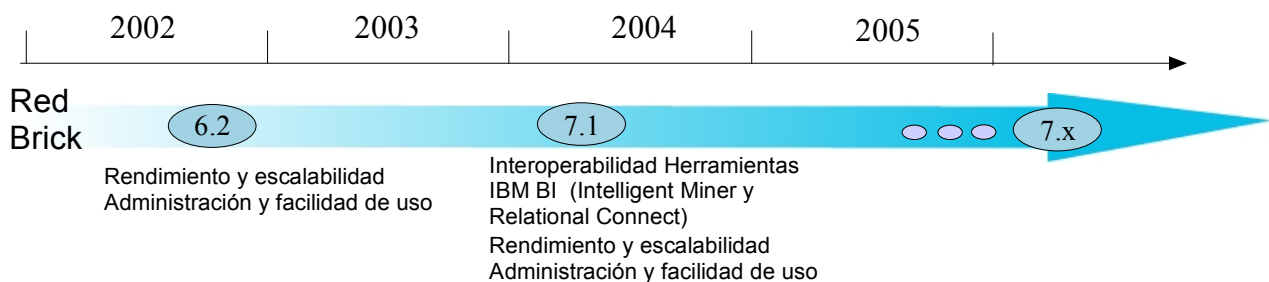 2002 2003 2004 2005
Red
Brick
6.2 7.1 7.x
Rendimiento y escalabilidad
Administración y facilidad de uso
Interoperabilidad Herramientas
IBM BI (Intelligent Miner y
Relational Connect)
Rendimiento y escalabilidad
Administración y facilidad de uso